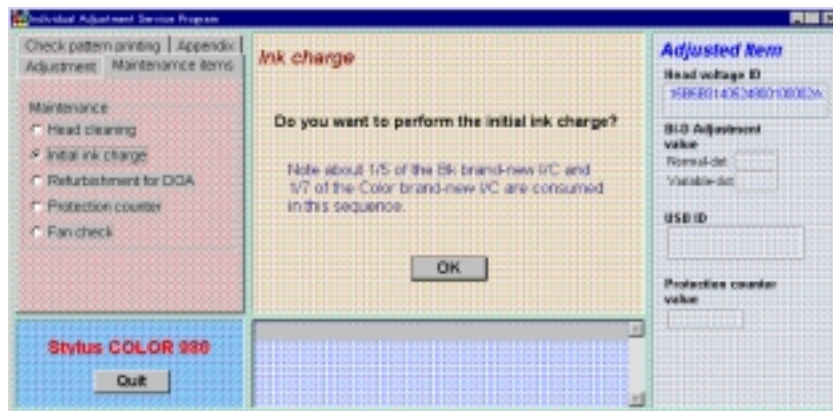 Individual Adjustment Service Program
Check pattern printing
Appendix
Adjustment
Maintenamce items
Maintenance
Head cleaning
Initial ink charge
Refurbishment for DOA
Protection counter
Fan check
Stylus COLOR 980
Quit
Ink charge
Do you want to perform the initial ink charge?
Note about 1/5 of the Bk brand-new I/C and
1/7 of the Color brand-new I/C are consumed
in this sequence.
OK
Adjusted Item
Head voltage ID
Bi-D Adjustment
value
Normal-dot
Variable-dot
USB ID
Protection counter
value